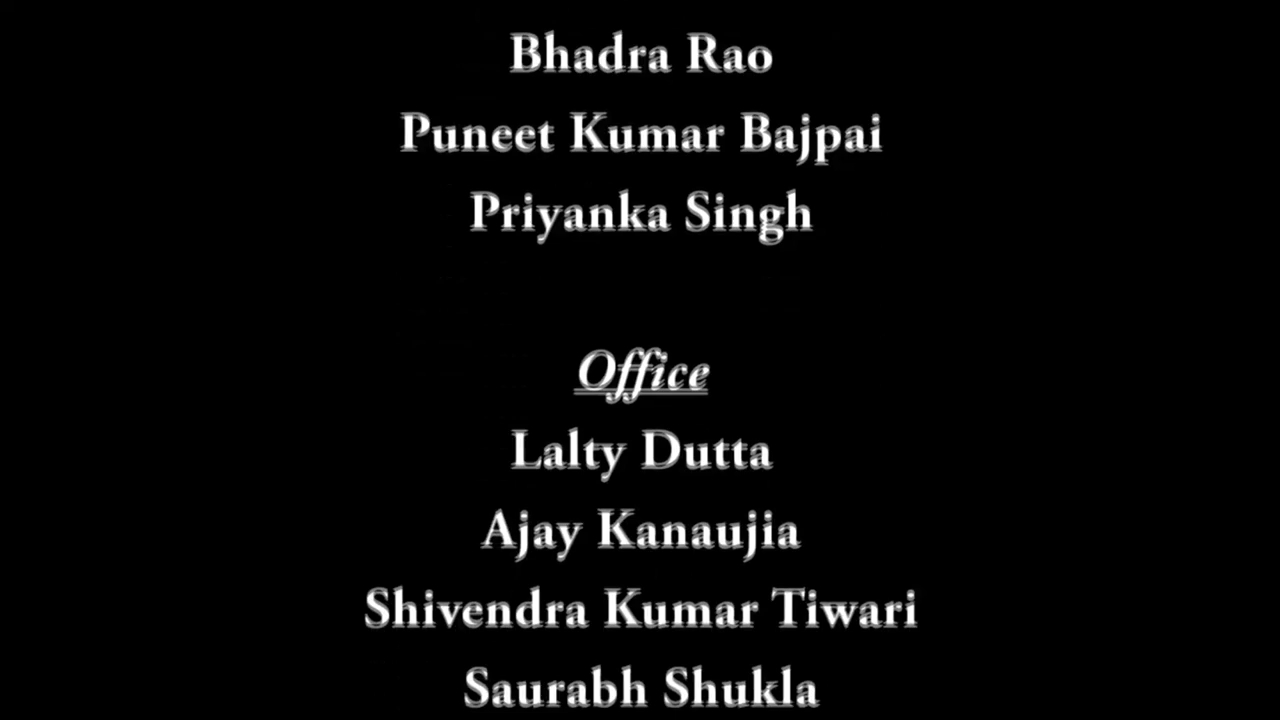 Bhadra Rao
Puneet Kumar Bajpai
Priyanka Singh
Office
Lalty Dutta
Ajay Kanaujia
Shivendra Kumar Tiwari
Saurabh Shukla